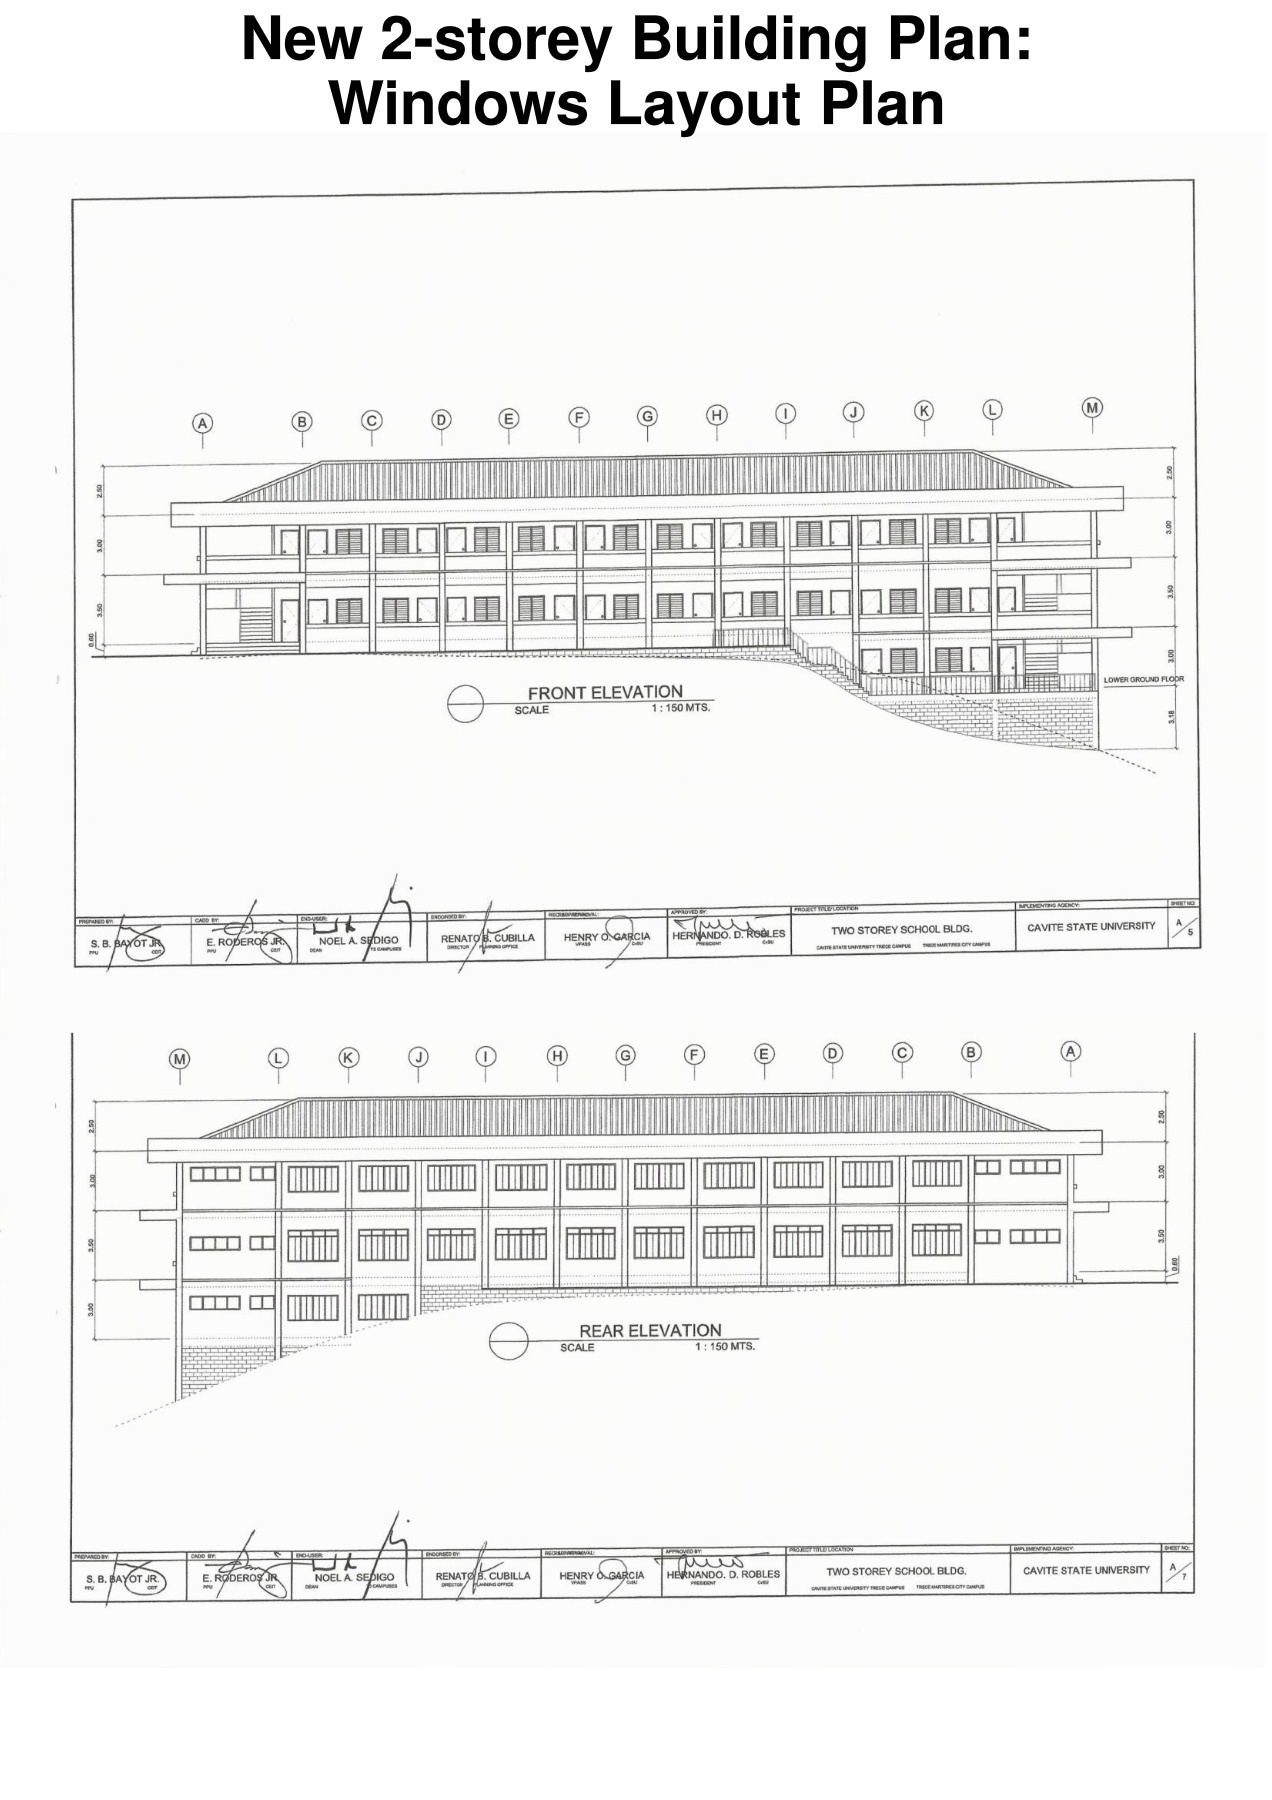 New 2-storey Building Plan:
Windows Layout Plan
A B C D E F G H I J K L M
2.50
3.00
3.50
0.60
2.50
3.00
3.50
3.00
LOWER GROUND FLOOR
3.18
FRONT ELEVATION
SCALE 1 : 150 MTS.
PREPARED BY: CADD BY: END-USER: ENDORSED BY: APPROVED BY: PROJECT TITLE/LOCATION IMPLEMENTING AGENCY: SHEET NO.
S. B. BAYOT JR. E. RODEROS JR. NOEL A. SEDIGO RENATO B. CUBILLA HENRY O. GARCIA HERNANDO. D. ROBLES TWO STOREY SCHOOL BLDG. CAVITE STATE UNIVERSITY A/5
PPU CEIT PPU CEIT DEAN TS CAMPUSES DIRECTOR PLANNING OFFICE VPASS CvSU PRESIDENT CvSU CAVITE STATE UNIVERSITY TRECE CAMPUS TRECE MARTIRES CITY CAMPUS
M L K J I H G F E D C B A
2.50
3.00
3.50
3.00
2.50
3.00
3.50
0.60
REAR ELEVATION
SCALE 1 : 150 MTS.
PREPARED BY: CADD BY: END-USER: ENDORSED BY: APPROVED BY: PROJECT TITLE/LOCATION IMPLEMENTING AGENCY: SHEET NO.
S. B. BAYOT JR. E. RODEROS JR. NOEL A. SEDIGO RENATO B. CUBILLA HENRY O. GARCIA HERNANDO. D. ROBLES TWO STOREY SCHOOL BLDG. CAVITE STATE UNIVERSITY A/7
PPU CEIT PPU CEIT DEAN TS CAMPUSES DIRECTOR PLANNING OFFICE VPASS CvSU PRESIDENT CvSU CAVITE STATE UNIVERSITY TRECE CAMPUS TRECE MARTIRES CITY CAMPUS